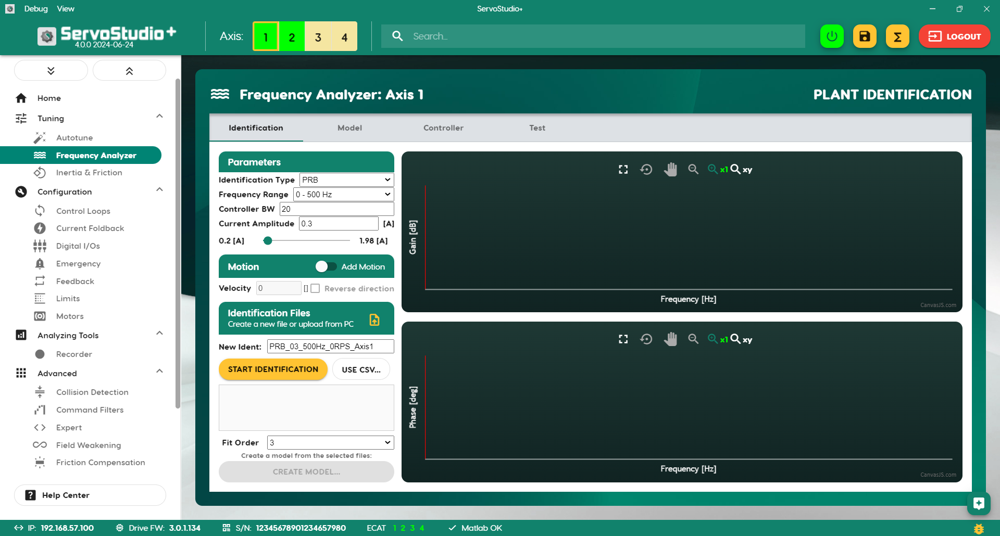 Debug View
ServoStudio+
ServoStudio+
4.0.0 2024-06-24
Axis:
1 2 3 4
Search...
LOGOUT
Home
Tuning
Autotune
Frequency Analyzer
Inertia & Friction
Configuration
Control Loops
Current Foldback
Digital I/Os
Emergency
Feedback
Limits
Motors
Analyzing Tools
Recorder
Advanced
Collision Detection
Command Filters
Expert
Field Weakening
Friction Compensation
Help Center
Frequency Analyzer: Axis 1
PLANT IDENTIFICATION
Identification Model Controller Test
Parameters
Identification Type PRB
Frequency Range 0 - 500 Hz
Controller BW 20
Current Amplitude 0.3 [A]
0.2 [A] 1.98 [A]
Motion Add Motion
Velocity 0 [] Reverse direction
Identification Files
Create a new file or upload from PC
New Ident: PRB_03_500Hz_0RPS_Axis1
START IDENTIFICATION USE CSV...
Fit Order 3
Create a model from the selected files:
CREATE MODEL...
x1 xy
Gain [dB]
Frequency [Hz]
CanvasJS.com
x1 xy
Phase [deg]
Frequency [Hz]
CanvasJS.com
IP: 192.168.57.100 Drive FW: 3.0.1.134 S/N: 12345678901234657980 ECAT 1 2 3 4 Matlab OK